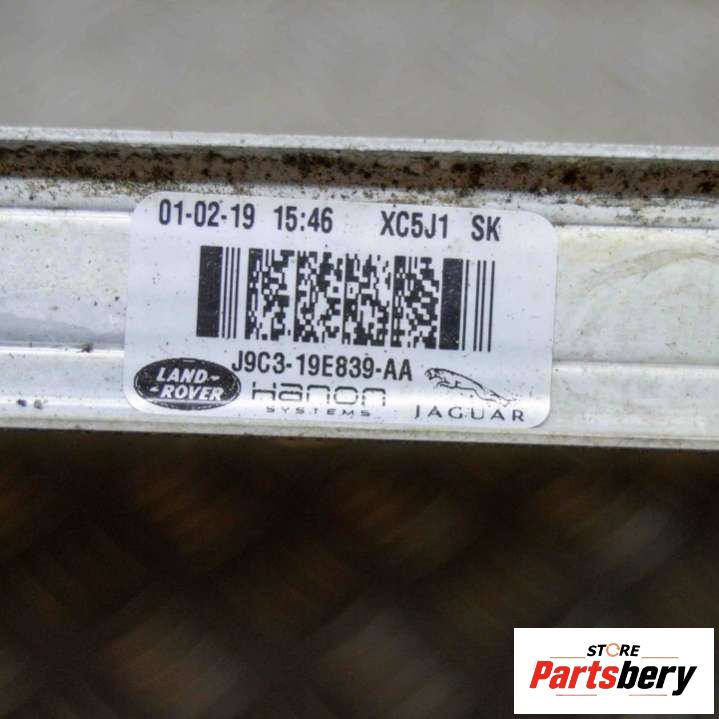 01-02-19 15:46 XC5J1 SK
J9C3-19E839-AA
LAND-
-ROVER
Hanon
SYSTEMS
JAGUAR
STORE
Partsbery